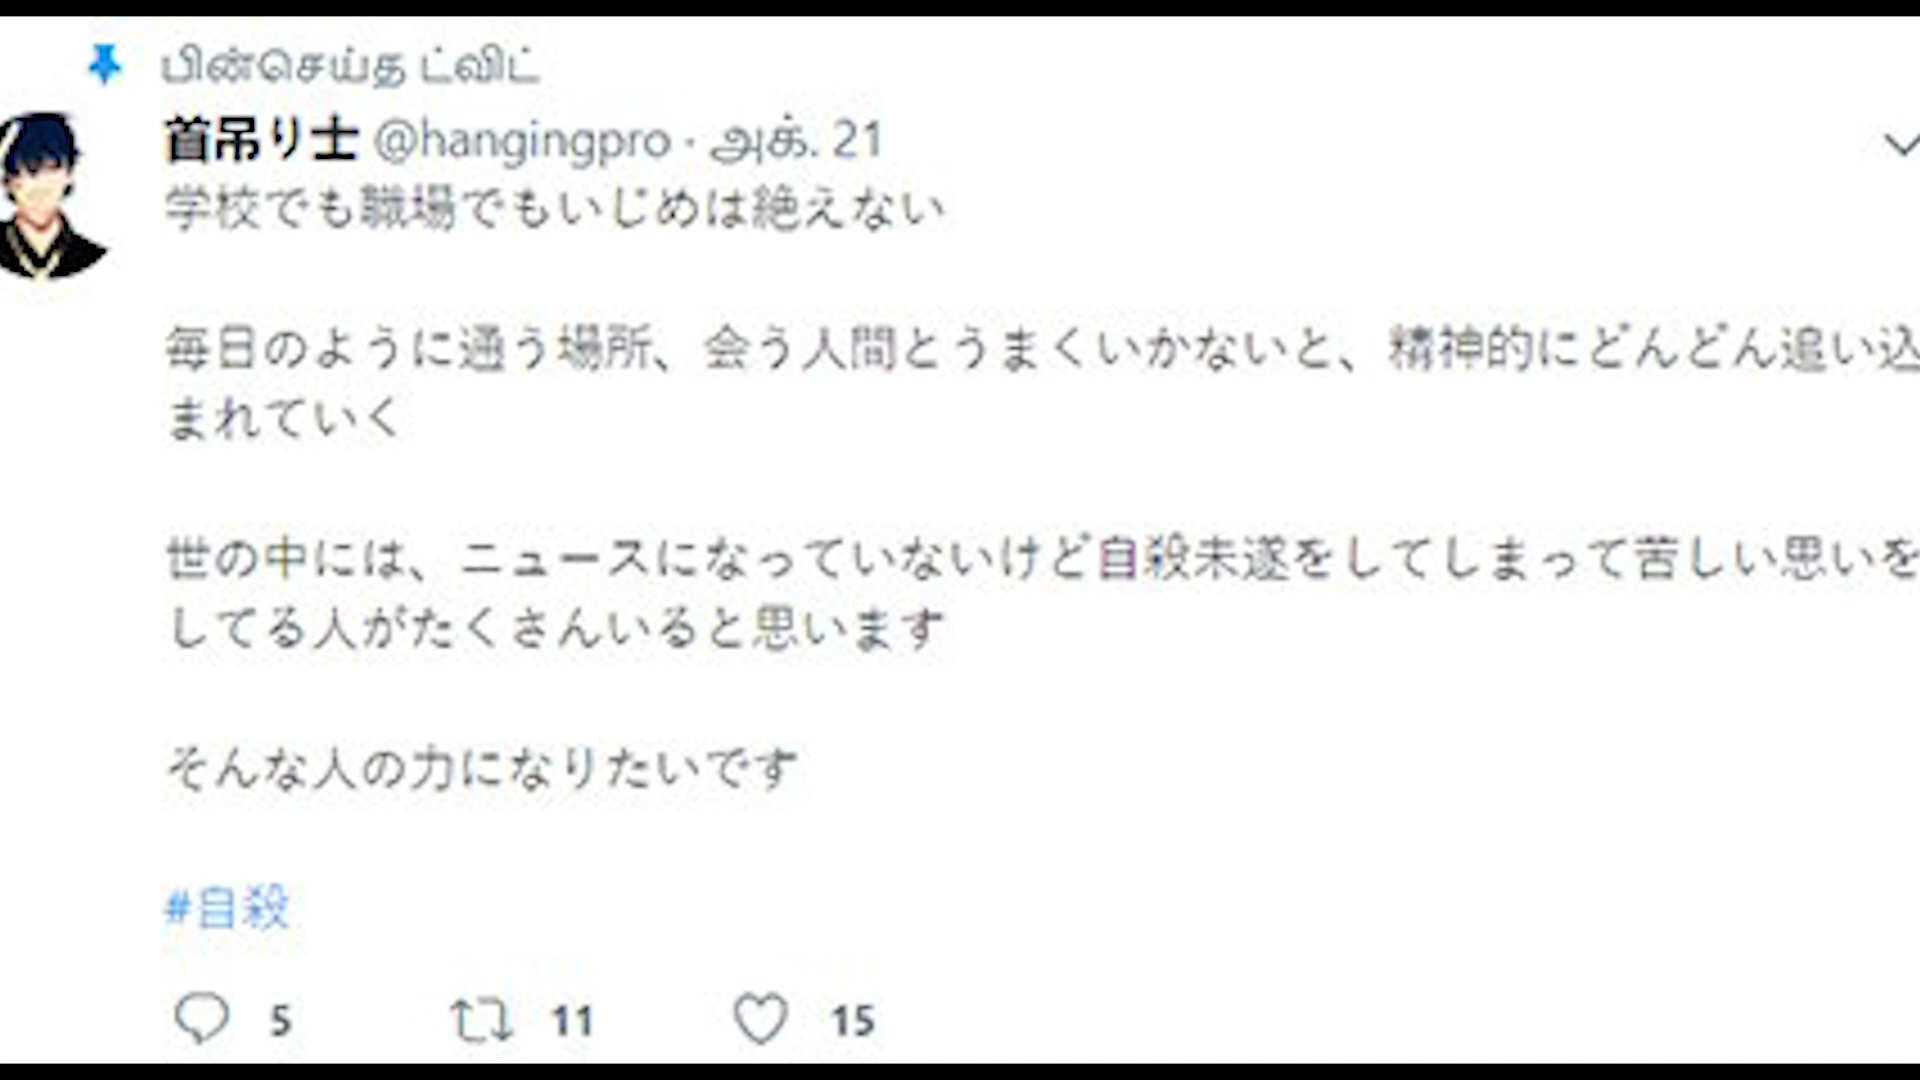 பின்செய்த ட்விட்
首吊り士 @hangingpro · அக். 21
学校でも職場でもいじめは絶えない
毎日のように通う場所、会う人間とうまくいかないと、精神的にどんどん追い込
まれていく
世の中には、ニュースになっていないけど自殺未遂をしてしまって苦しい思いを
してる人がたくさんいると思います
そんな人の力になりたいです
#自殺
5 11 15